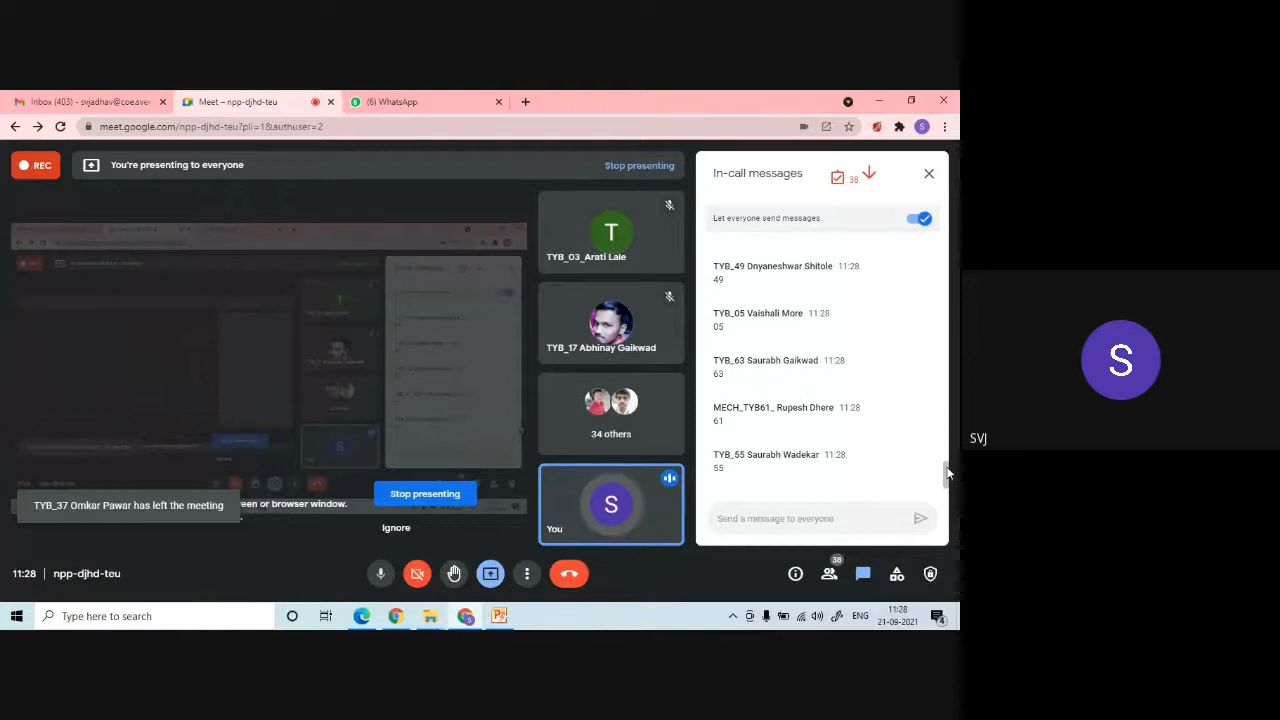 Inbox (403) - svjadhav@coe.sver
Meet – npp-djhd-teu
(6) WhatsApp
meet.google.com/npp-djhd-teu?pli=1&authuser=2
S
REC
You're presenting to everyone
Stop presenting
In-call messages
38
Let everyone send messages
T
TYB_03_Arati Lale
TYB_17 Abhinay Gaikwad
34 others
S
You
TYB_49 Dnyaneshwar Shitole 11:28
49
TYB_05 Vaishali More 11:28
05
TYB_63 Saurabh Gaikwad 11:28
63
MECH_TYB61_ Rupesh Dhere 11:28
61
TYB_55 Saurabh Wadekar 11:28
55
Send a message to everyone
TYB_37 Omkar Pawar has left the meeting
een or browser window.
Stop presenting
Ignore
11:28 | npp-djhd-teu
38
Type here to search
ENG
11:28
21-09-2021
4
S
SVJ